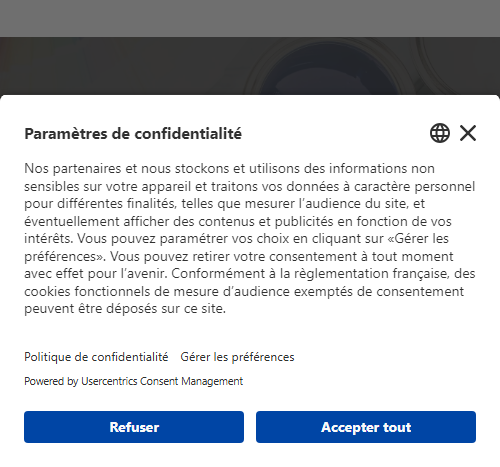 Paramètres de confidentialité
Nos partenaires et nous stockons et utilisons des informations non
sensibles sur votre appareil et traitons vos données à caractère personnel
pour différentes finalités, telles que mesurer l’audience du site, et
éventuellement afficher des contenus et publicités en fonction de vos
intérêts. Vous pouvez paramétrer vos choix en cliquant sur «Gérer les
préférences». Vous pouvez retirer votre consentement à tout moment
avec effet pour l’avenir. Conformément à la règlementation française, des
cookies fonctionnels de mesure d’audience exemptés de consentement
peuvent être déposés sur ce site.
Politique de confidentialité Gérer les préférences
Powered by Usercentrics Consent Management
Refuser Accepter tout